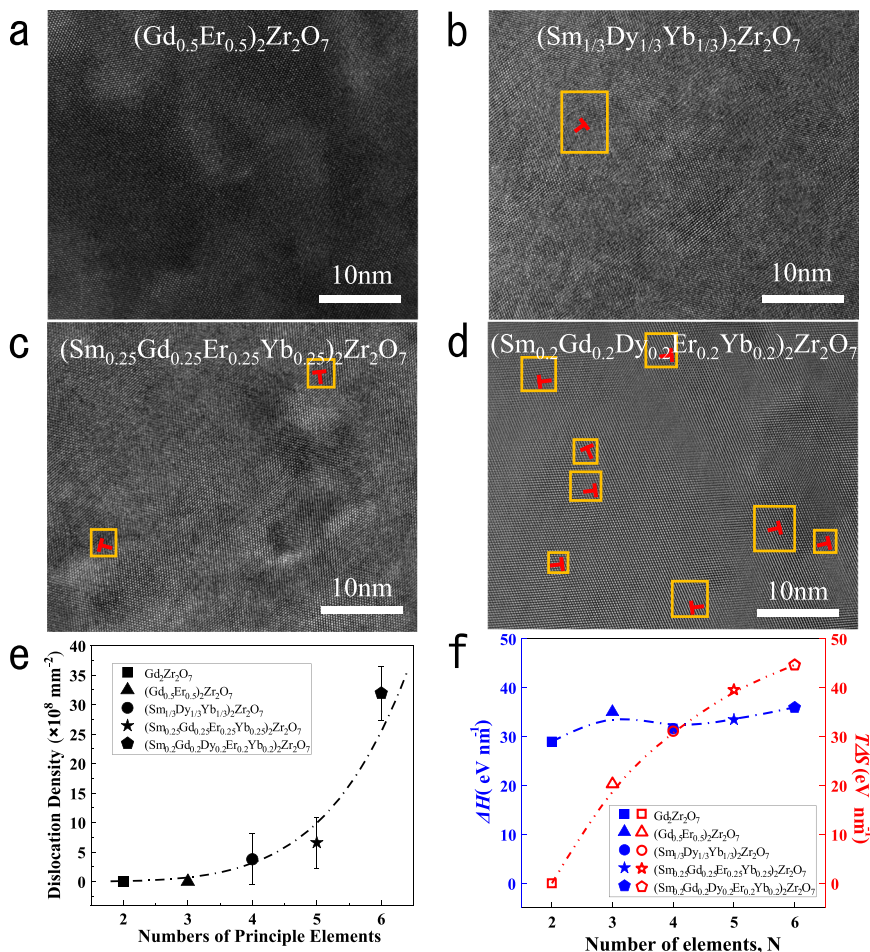 a
(Gd0.5Er0.5)2Zr2O7
10nm
b
(Sm1/3Dy1/3Yb1/3)2Zr2O7
10nm
c
(Sm0.25Gd0.25Er0.25Yb0.25)2Zr2O7
10nm
d
(Sm0.2Gd0.2Dy0.2Er0.2Yb0.2)2Zr2O7
10nm
e
Dislocation Density (×10⁸ mm⁻²)
40
35
30
25
20
15
10
5
0
Gd2Zr2O7
(Gd0.5Er0.5)2Zr2O7
(Sm1/3Dy1/3Yb1/3)2Zr2O7
(Sm0.25Gd0.25Er0.25Yb0.25)2Zr2O7
(Sm0.2Gd0.2Dy0.2Er0.2Yb0.2)2Zr2O7
2 3 4 5 6
Numbers of Principle Elements
f
ΔH( eV nm⁻¹)
50
40
30
20
10
0
TΔS(eV nm⁻¹)
50
40
30
20
10
0
Gd2Zr2O7
(Gd0.5Er0.5)2Zr2O7
(Sm1/3Dy1/3Yb1/3)2Zr2O7
(Sm0.25Gd0.25Er0.25Yb0.25)2Zr2O7
(Sm0.2Gd0.2Dy0.2Er0.2Yb0.2)2Zr2O7
2 3 4 5 6
Number of elements, N